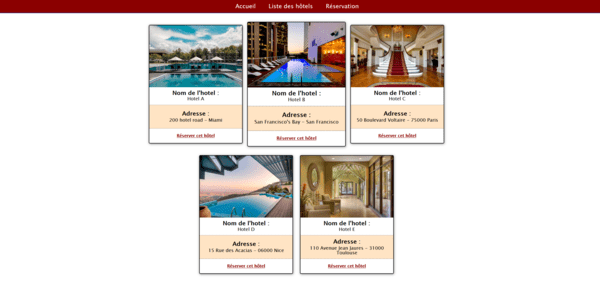 Accueil Liste des hôtels Réservation
Nom de l'hotel :
Hotel A
Adresse :
200 hotel road - Miami
Réserver cet hôtel
Nom de l'hotel :
Hotel B
Adresse :
San Francisco's Bay - San Francisco
Réserver cet hôtel
Nom de l'hotel :
Hotel C
Adresse :
50 Boulevard Voltaire - 75000 Paris
Réserver cet hôtel
Nom de l'hotel :
Hotel D
Adresse :
15 Rue des Acacias - 06000 Nice
Réserver cet hôtel
Nom de l'hotel :
Hotel E
Adresse :
110 Avenue Jean Jaures - 31000
Toulouse
Réserver cet hôtel